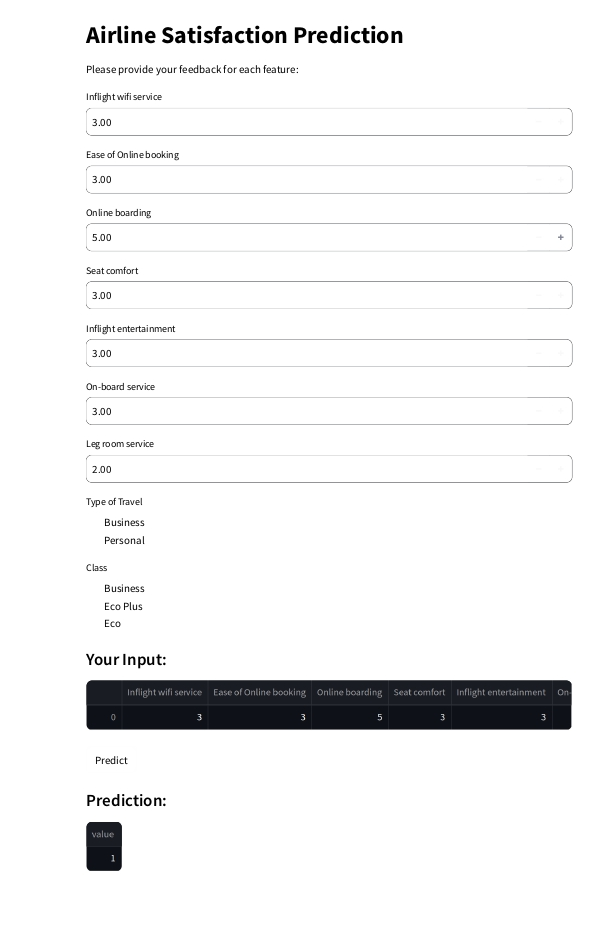 Airline Satisfaction Prediction
Please provide your feedback for each feature:
Inflight wifi service
3.00
Ease of Online booking
3.00
Online boarding
5.00 +
Seat comfort
3.00
Inflight entertainment
3.00
On-board service
3.00
Leg room service
2.00
Type of Travel
Business
Personal
Class
Business
Eco Plus
Eco
Your Input:
Inflight wifi service Ease of Online booking Online boarding Seat comfort Inflight entertainment On-
0 3 3 5 3 3
Predict
Prediction:
value
1